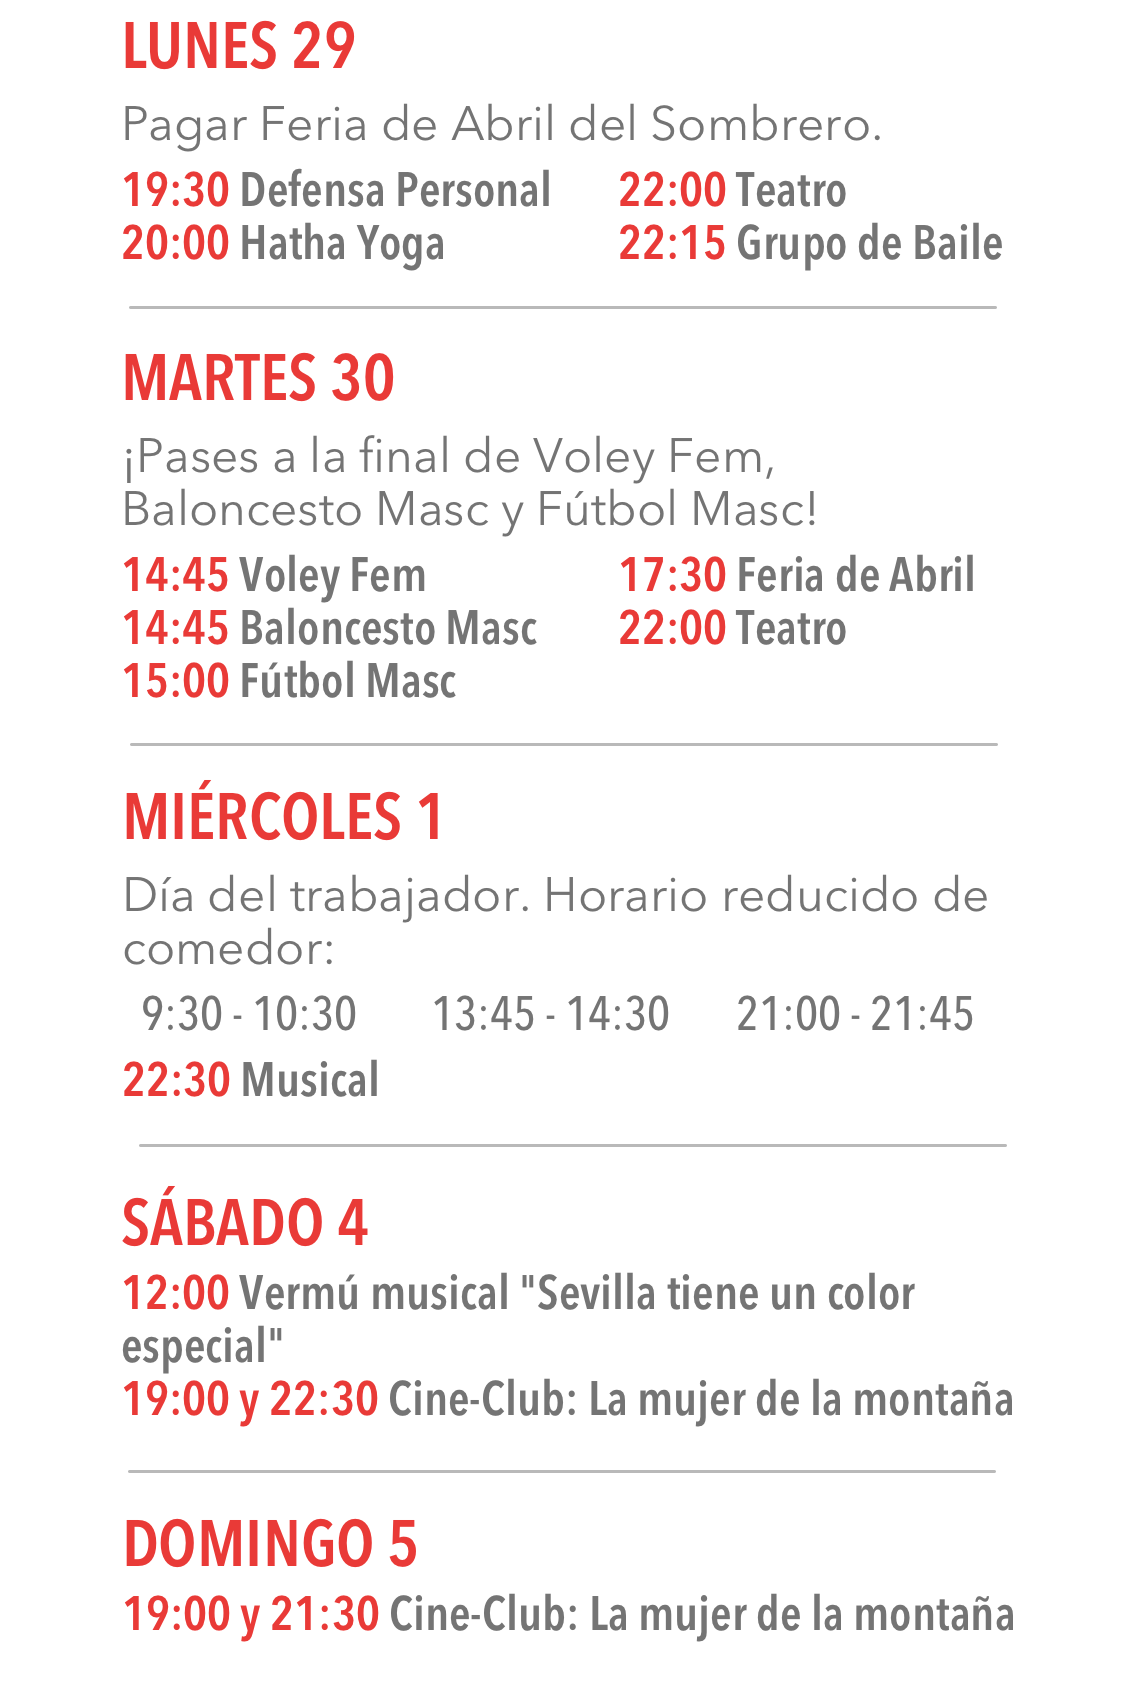 LUNES 29
Pagar Feria de Abril del Sombrero.
19:30 Defensa Personal
20:00 Hatha Yoga
22:00 Teatro
22:15 Grupo de Baile
MARTES 30
¡Pases a la final de Voley Fem,
Baloncesto Masc y Fútbol Masc!
14:45 Voley Fem
14:45 Baloncesto Masc
15:00 Fútbol Masc
17:30 Feria de Abril
22:00 Teatro
MIÉRCOLES 1
Día del trabajador. Horario reducido de
comedor:
9:30 - 10:30 13:45 - 14:30 21:00 - 21:45
22:30 Musical
SÁBADO 4
12:00 Vermú musical "Sevilla tiene un color
especial"
19:00 y 22:30 Cine-Club: La mujer de la montaña
DOMINGO 5
19:00 y 21:30 Cine-Club: La mujer de la montaña